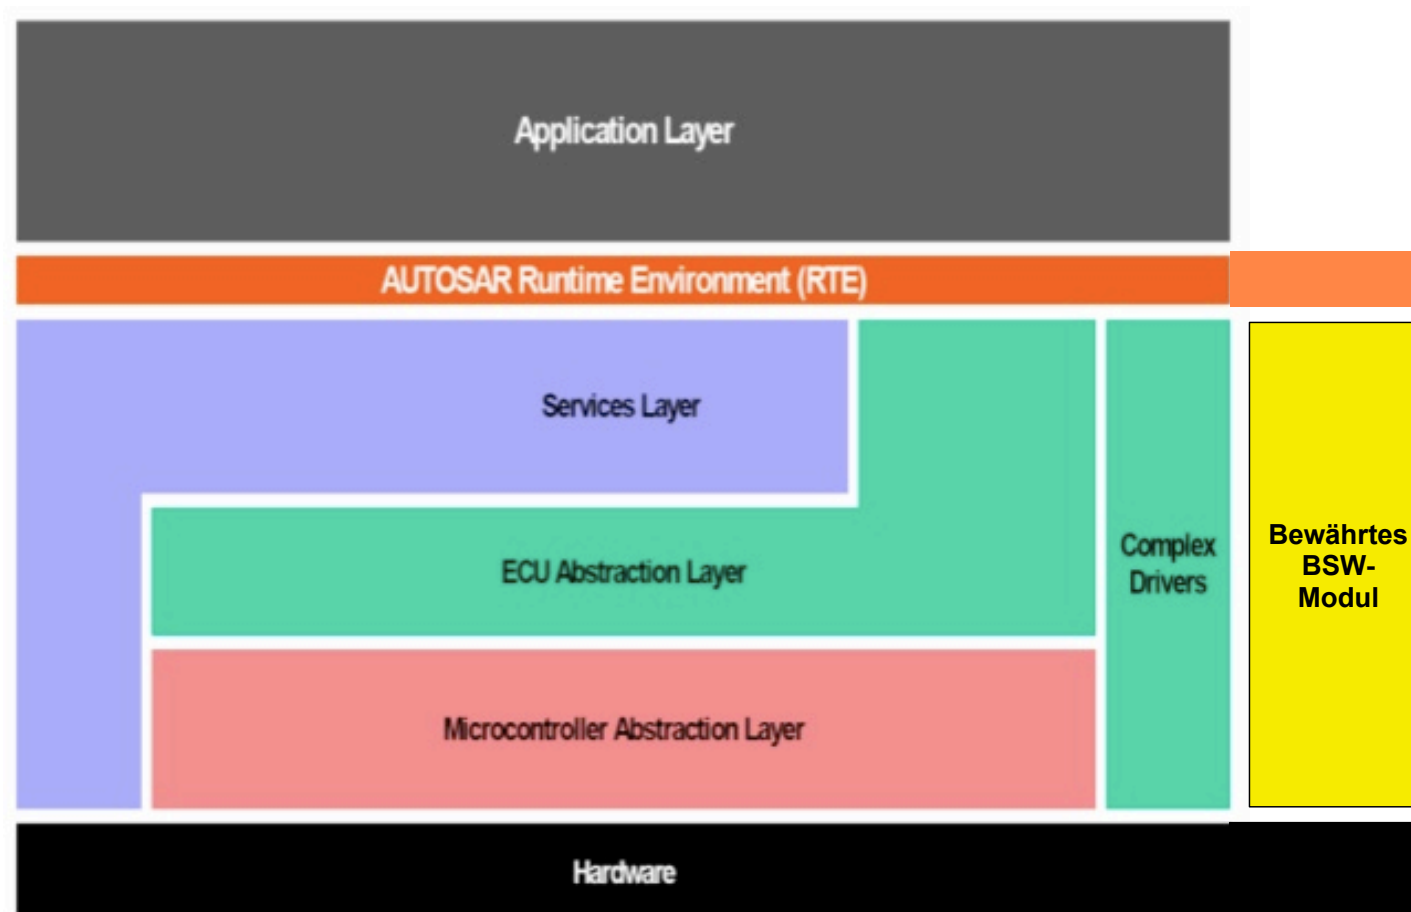 Application Layer
AUTOSAR Runtime Environment (RTE)
Services Layer
ECU Abstraction Layer
Complex
Drivers
Bewährtes
BSW-
Modul
Microcontroller Abstraction Layer
Hardware